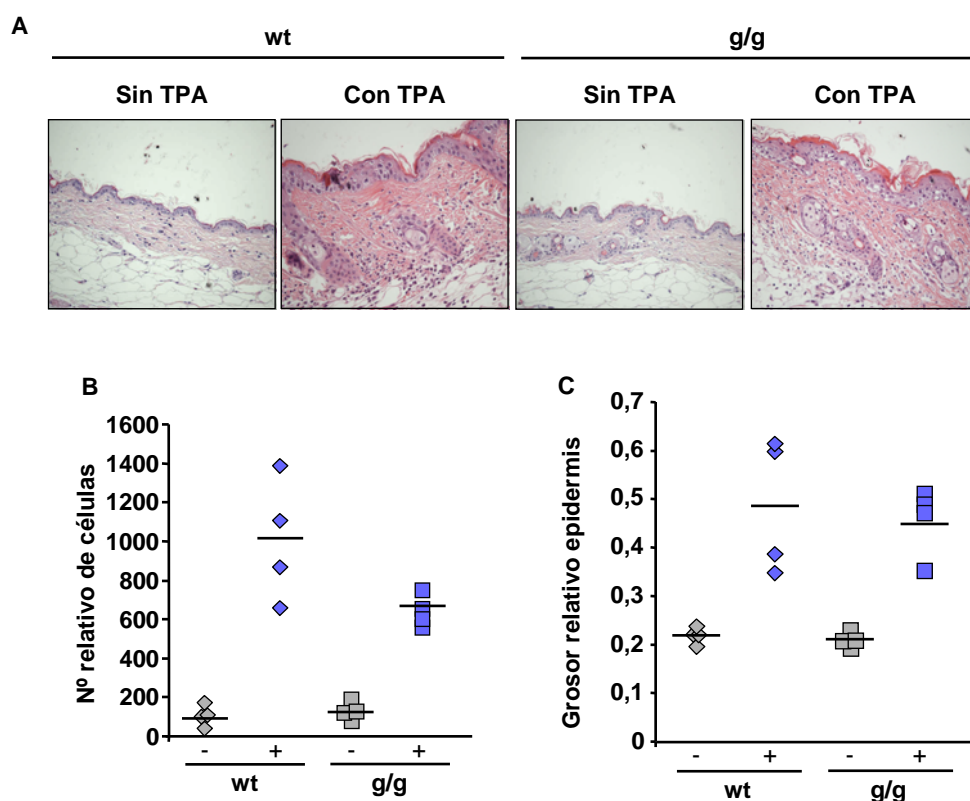 A
wt g/g
Sin TPA Con TPA Sin TPA Con TPA
B
Nº relativo de células
1600
1400
1200
1000
800
600
400
200
0
- + - +
wt g/g
C
Grosor relativo epidermis
0,7
0,6
0,5
0,4
0,3
0,2
0,1
0
- + - +
wt g/g